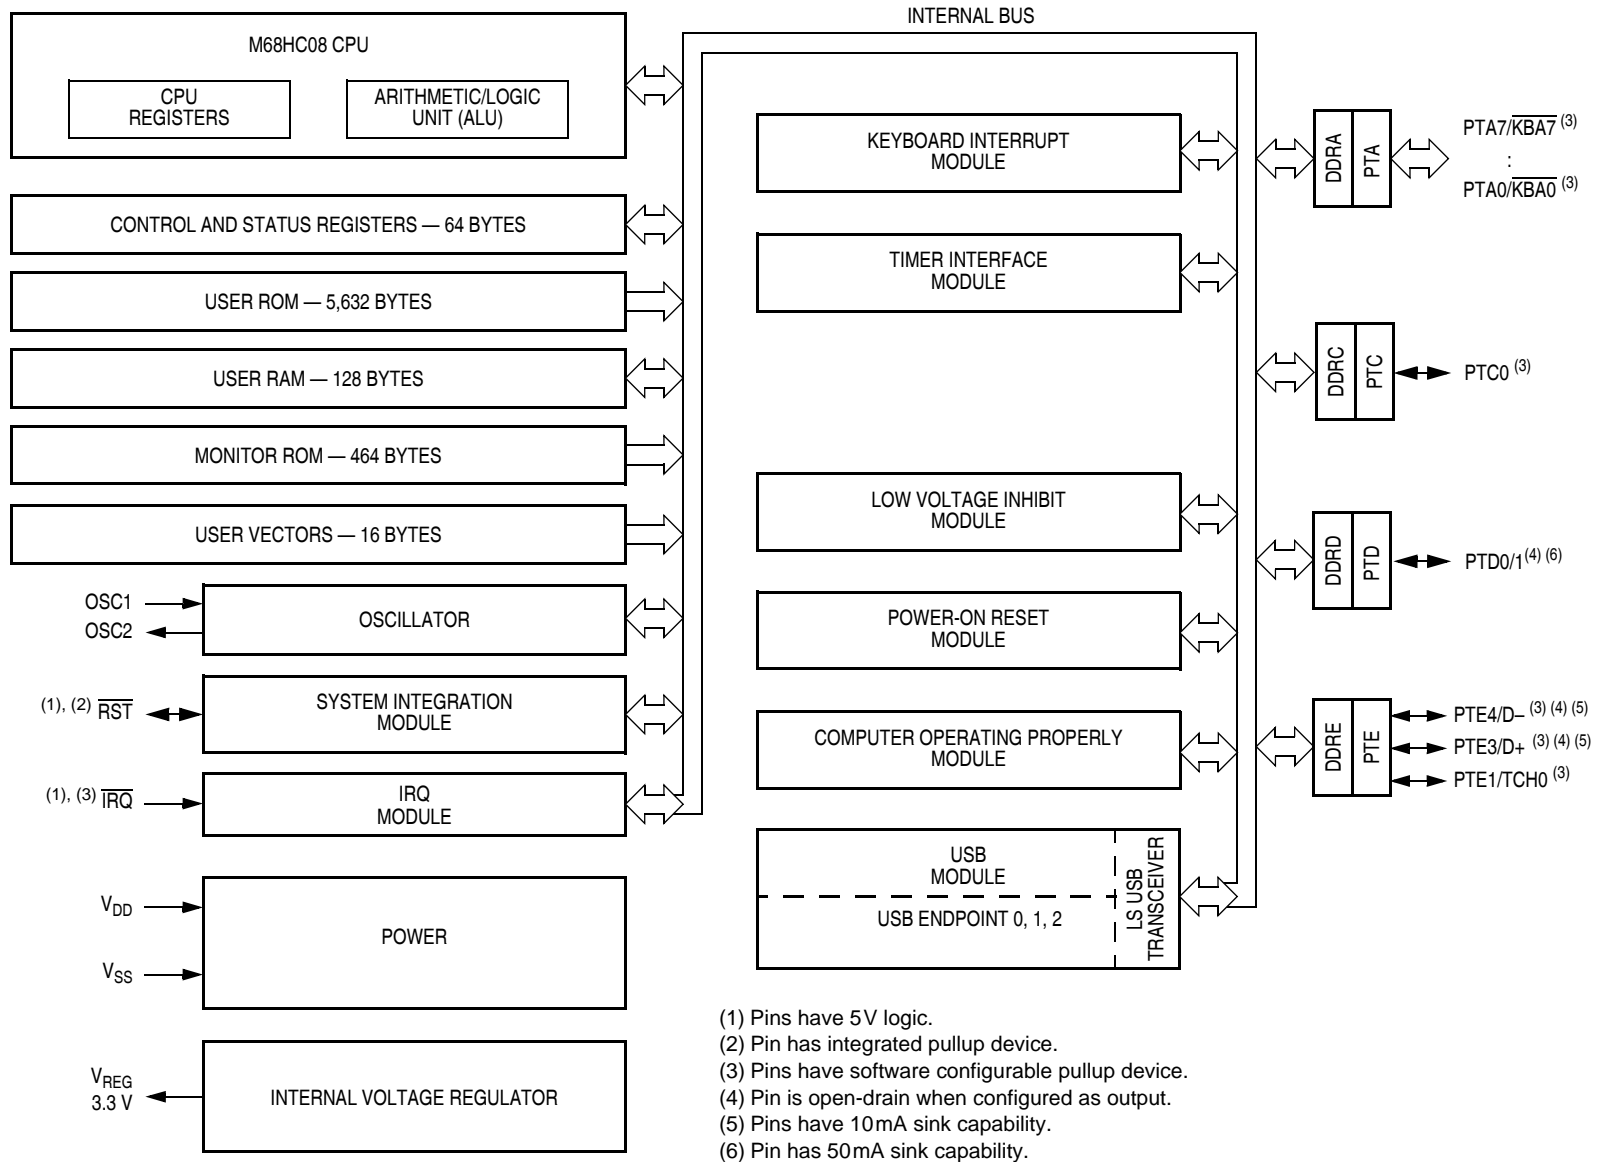 INTERNAL BUS
M68HC08 CPU
CPU
REGISTERS
ARITHMETIC/LOGIC
UNIT (ALU)
CONTROL AND STATUS REGISTERS — 64 BYTES
USER ROM — 5,632 BYTES
USER RAM — 128 BYTES
MONITOR ROM — 464 BYTES
USER VECTORS — 16 BYTES
OSC1
OSC2
OSCILLATOR
(1), (2) RST
SYSTEM INTEGRATION
MODULE
(1), (3) IRQ
IRQ
MODULE
VDD
VSS
POWER
VREG
3.3 V
INTERNAL VOLTAGE REGULATOR
KEYBOARD INTERRUPT
MODULE
TIMER INTERFACE
MODULE
LOW VOLTAGE INHIBIT
MODULE
POWER-ON RESET
MODULE
COMPUTER OPERATING PROPERLY
MODULE
USB
MODULE
USB ENDPOINT 0, 1, 2
LS USB
TRANSCEIVER
DDRA
PTA
PTA7/KBA7 (3)
:
PTA0/KBA0 (3)
DDRC
PTC
PTC0 (3)
DDRD
PTD
PTD0/1(4) (6)
DDRE
PTE
PTE4/D– (3) (4) (5)
PTE3/D+ (3) (4) (5)
PTE1/TCH0 (3)
(1) Pins have 5V logic.
(2) Pin has integrated pullup device.
(3) Pins have software configurable pullup device.
(4) Pin is open-drain when configured as output.
(5) Pins have 10mA sink capability.
(6) Pin has 50mA sink capability.